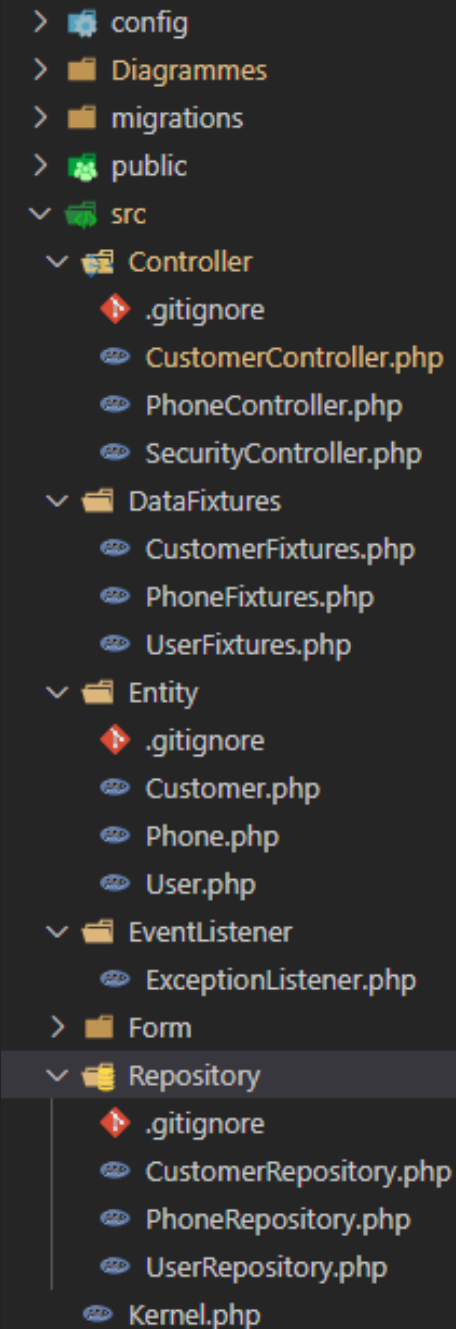 config
Diagrammes
migrations
public
src
Controller
.gitignore
CustomerController.php
PhoneController.php
SecurityController.php
DataFixtures
CustomerFixtures.php
PhoneFixtures.php
UserFixtures.php
Entity
.gitignore
Customer.php
Phone.php
User.php
EventListener
ExceptionListener.php
Form
Repository
.gitignore
CustomerRepository.php
PhoneRepository.php
UserRepository.php
Kernel.php